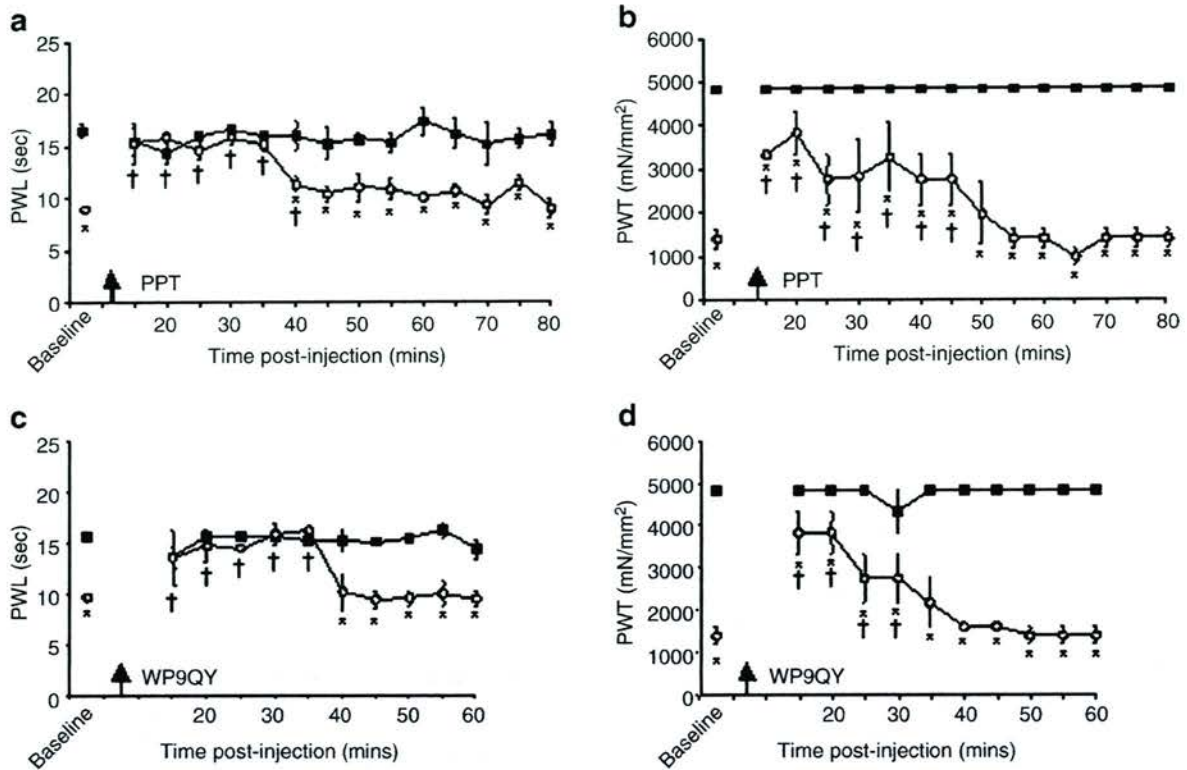 a
25
20
15
10
5
0
PWL (sec)
× † † † † † × † × × × × × × × ×
PPT
Baseline
20 30 40 50 60 70 80
Time post-injection (mins)
b
6000
5000
4000
3000
2000
1000
0
PWT (mN/mm²)
× † × † × † × † × † × † × † × × × × × × ×
PPT
Baseline
20 30 40 50 60 70 80
Time post-injection (mins)
c
25
20
15
10
5
0
PWL (sec)
× † † † † † × × × × ×
WP9QY
Baseline
20 30 40 50 60
Time post-injection (mins)
d
6000
5000
4000
3000
2000
1000
0
PWT (mN/mm²)
× × † × † × † × † × × × × × ×
WP9QY
Baseline
20 30 40 50 60
Time post-injection (mins)